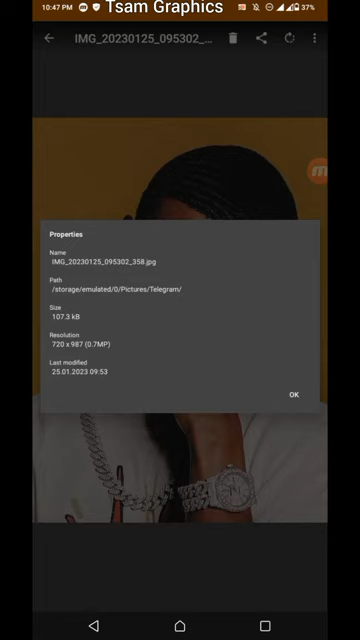 10:47 PM
Tsam Graphics
37%
IMG_20230125_095302_...
Properties
Name
IMG_20230125_095302_358.jpg
Path
/storage/emulated/0/Pictures/Telegram/
Size
107.3 kB
Resolution
720 x 987 (0.7MP)
Last modified
25.01.2023 09:53
OK